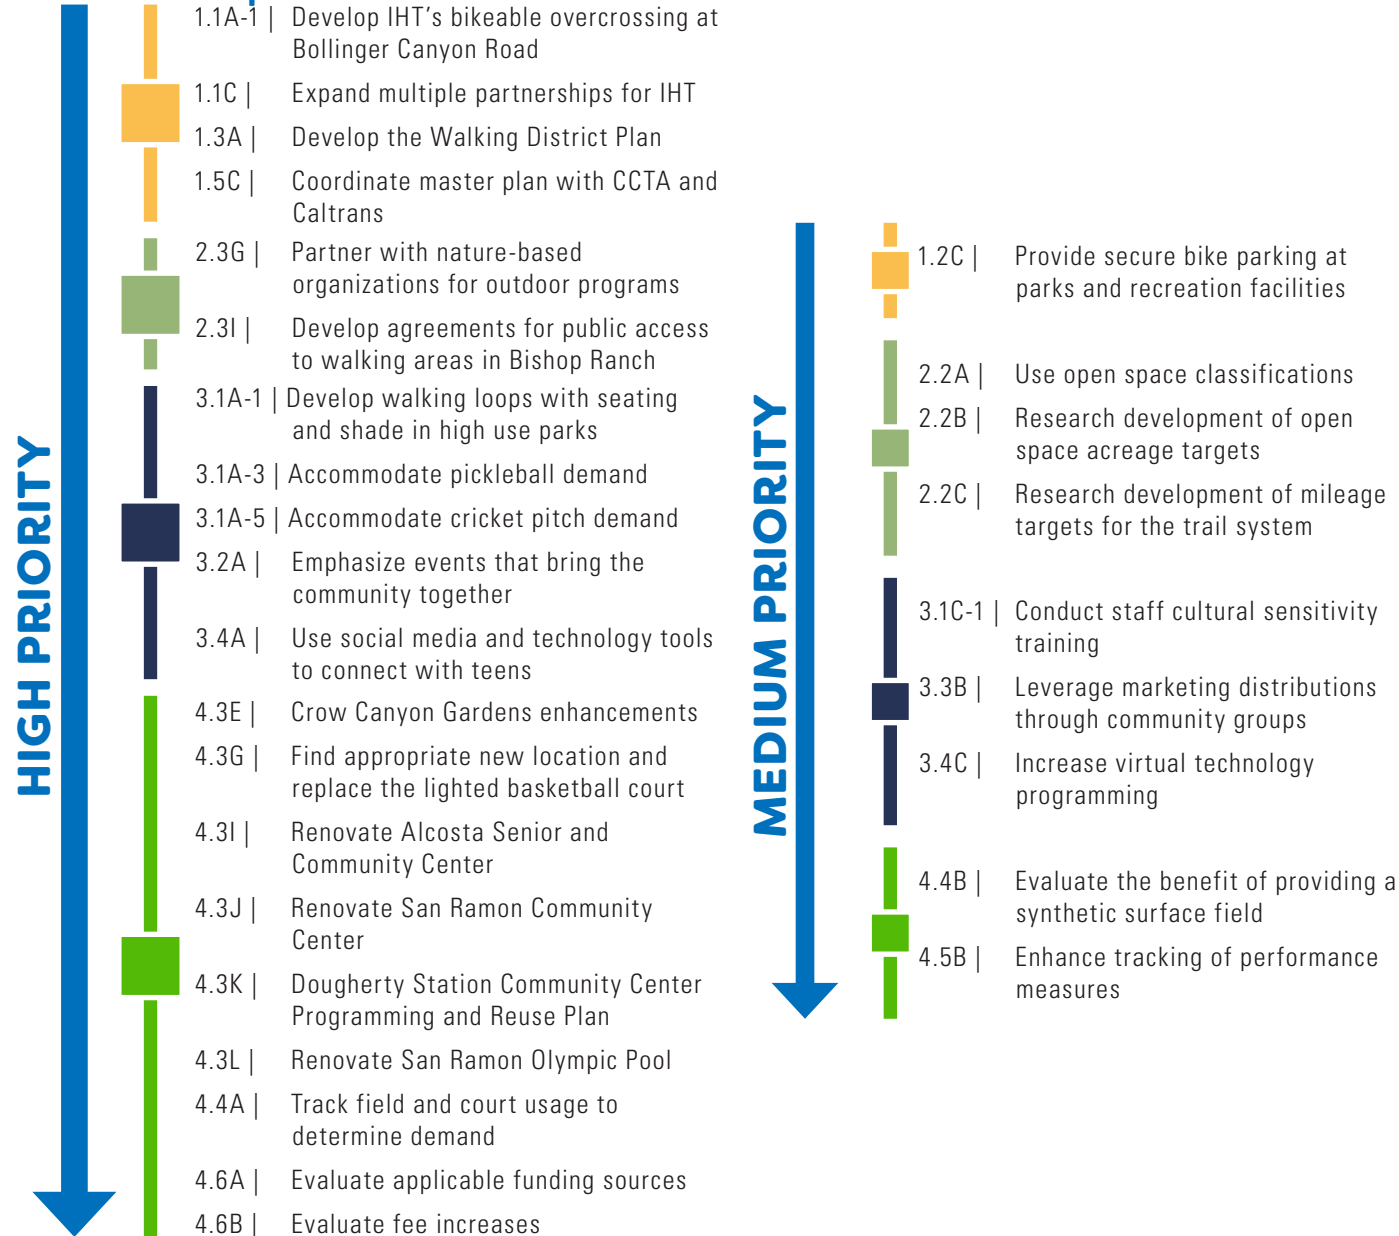 HIGH PRIORITY
1.1A-1 | Develop IHT's bikeable overcrossing at
Bollinger Canyon Road
1.1C | Expand multiple partnerships for IHT
1.3A | Develop the Walking District Plan
1.5C | Coordinate master plan with CCTA and
Caltrans
2.3G | Partner with nature-based
organizations for outdoor programs
2.3I | Develop agreements for public access
to walking areas in Bishop Ranch
3.1A-1 | Develop walking loops with seating
and shade in high use parks
3.1A-3 | Accommodate pickleball demand
3.1A-5 | Accommodate cricket pitch demand
3.2A | Emphasize events that bring the
community together
3.4A | Use social media and technology tools
to connect with teens
4.3E | Crow Canyon Gardens enhancements
4.3G | Find appropriate new location and
replace the lighted basketball court
4.3I | Renovate Alcosta Senior and
Community Center
4.3J | Renovate San Ramon Community
Center
4.3K | Dougherty Station Community Center
Programming and Reuse Plan
4.3L | Renovate San Ramon Olympic Pool
4.4A | Track field and court usage to
determine demand
4.6A | Evaluate applicable funding sources
4.6B | Evaluate fee increases
MEDIUM PRIORITY
1.2C | Provide secure bike parking at
parks and recreation facilities
2.2A | Use open space classifications
2.2B | Research development of open
space acreage targets
2.2C | Research development of mileage
targets for the trail system
3.1C-1 | Conduct staff cultural sensitivity
training
3.3B | Leverage marketing distributions
through community groups
3.4C | Increase virtual technology
programming
4.4B | Evaluate the benefit of providing a
synthetic surface field
4.5B | Enhance tracking of performance
measures